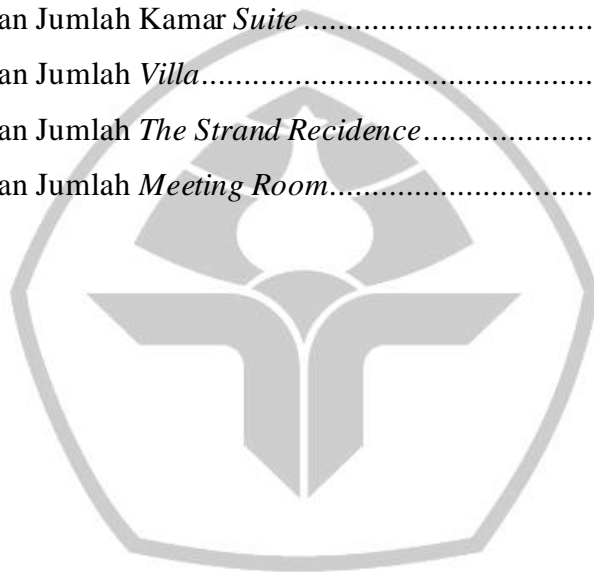 an Jumlah Kamar Suite ..............................
an Jumlah Villa..........................................
an Jumlah The Strand Recidence....................
an Jumlah Meeting Room.............................